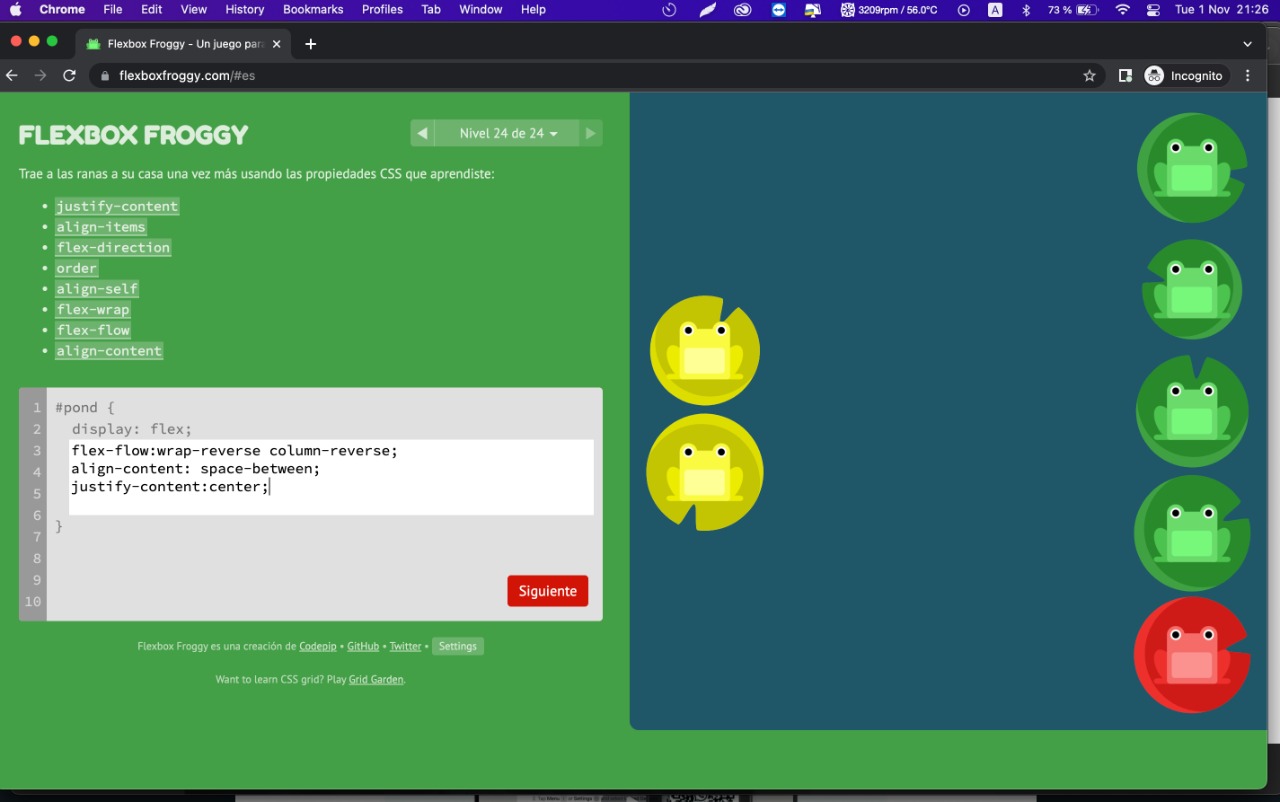 Chrome File Edit View History Bookmarks Profiles Tab Window Help 3209rpm / 56.0°C A 73 % Tue 1 Nov 21:26
Flexbox Froggy - Un juego par
flexboxfroggy.com/#es Incognito
FLEXBOX FROGGY
Nivel 24 de 24
Trae a las ranas a su casa una vez más usando las propiedades CSS que aprendiste:
• justify-content
• align-items
• flex-direction
• order
• align-self
• flex-wrap
• flex-flow
• align-content
1 #pond {
2 display: flex;
3 flex-flow:wrap-reverse column-reverse;
4 align-content: space-between;
5 justify-content:center;
6 }
7
8
9
10
Siguiente
Flexbox Froggy es una creación de Codepip • GitHub • Twitter • Settings
Want to learn CSS grid? Play Grid Garden.